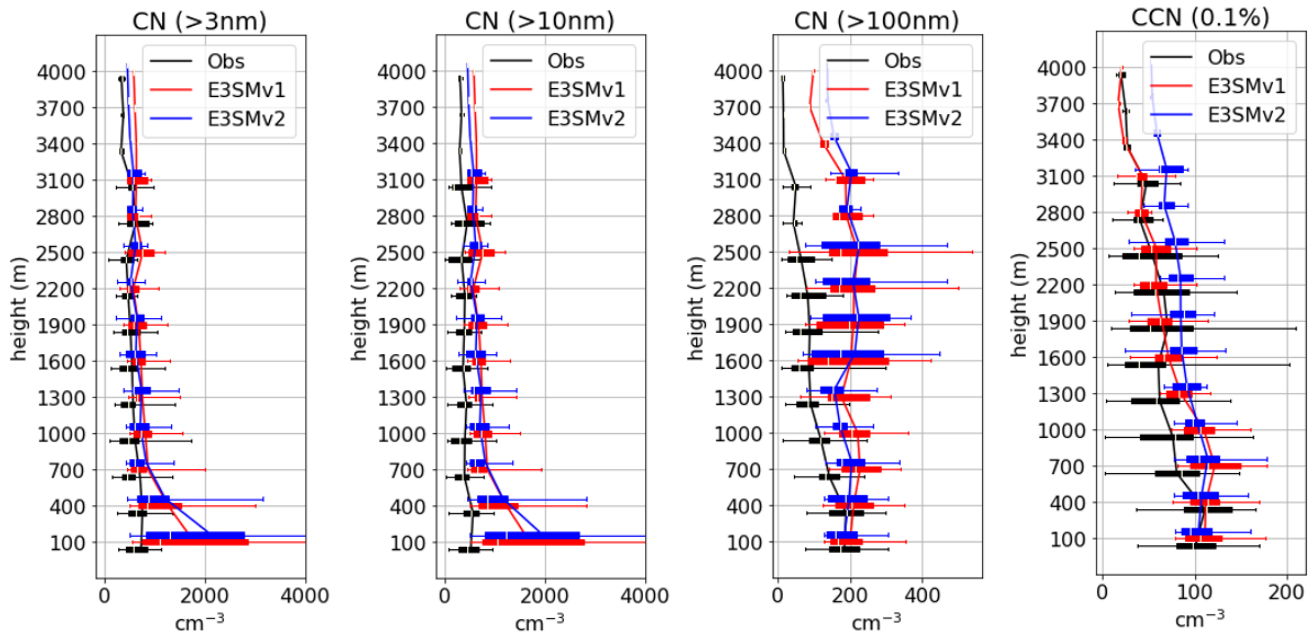 CN (>3nm)
Obs
E3SMv1
E3SMv2
height (m)
4000
3700
3400
3100
2800
2500
2200
1900
1600
1300
1000
700
400
100
0 2000 4000
cm⁻³
CN (>10nm)
Obs
E3SMv1
E3SMv2
height (m)
4000
3700
3400
3100
2800
2500
2200
1900
1600
1300
1000
700
400
100
0 2000 4000
cm⁻³
CN (>100nm)
Obs
E3SMv1
E3SMv2
height (m)
4000
3700
3400
3100
2800
2500
2200
1900
1600
1300
1000
700
400
100
0 200 400
cm⁻³
CCN (0.1%)
Obs
E3SMv1
E3SMv2
height (m)
4000
3700
3400
3100
2800
2500
2200
1900
1600
1300
1000
700
400
100
0 100 200
cm⁻³